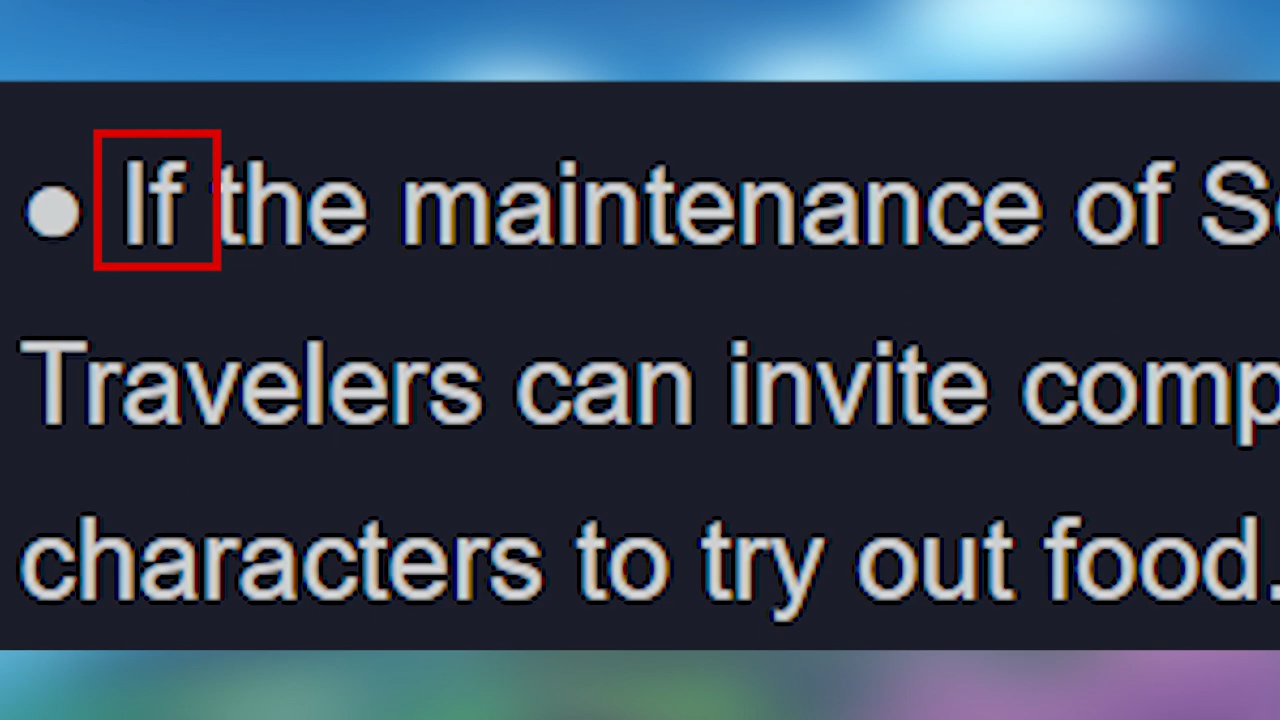 • If the maintenance of
Travelers can invite
characters to try out food.